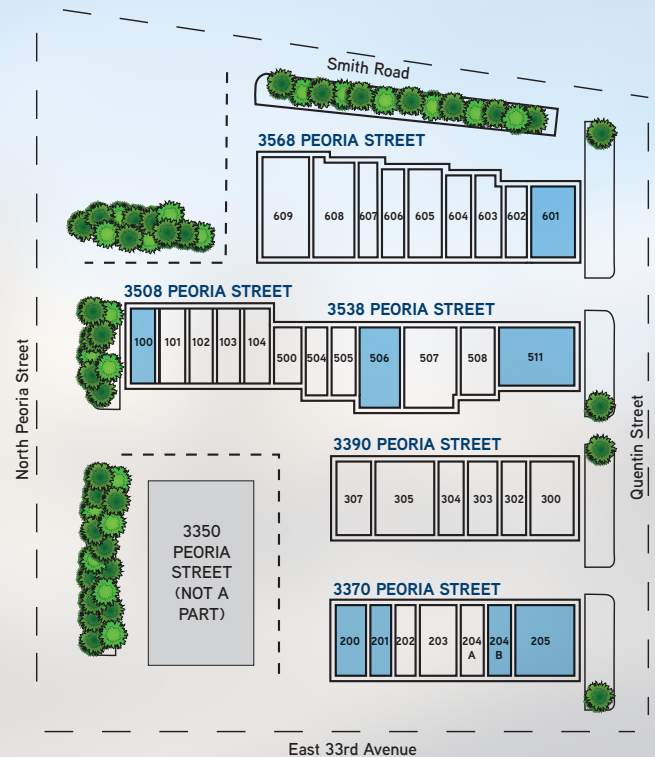 Smith Road
3568 PEORIA STREET
609
608
607
606
605
604
603
602
601
3508 PEORIA STREET
3538 PEORIA STREET
100
101
102
103
104
500
504
505
506
507
508
511
North Peoria Street
Quentin Street
3390 PEORIA STREET
307
305
304
303
302
300
3350
PEORIA
STREET
(NOT A
PART)
3370 PEORIA STREET
200
201
202
203
204
A
204
B
205
East 33rd Avenue